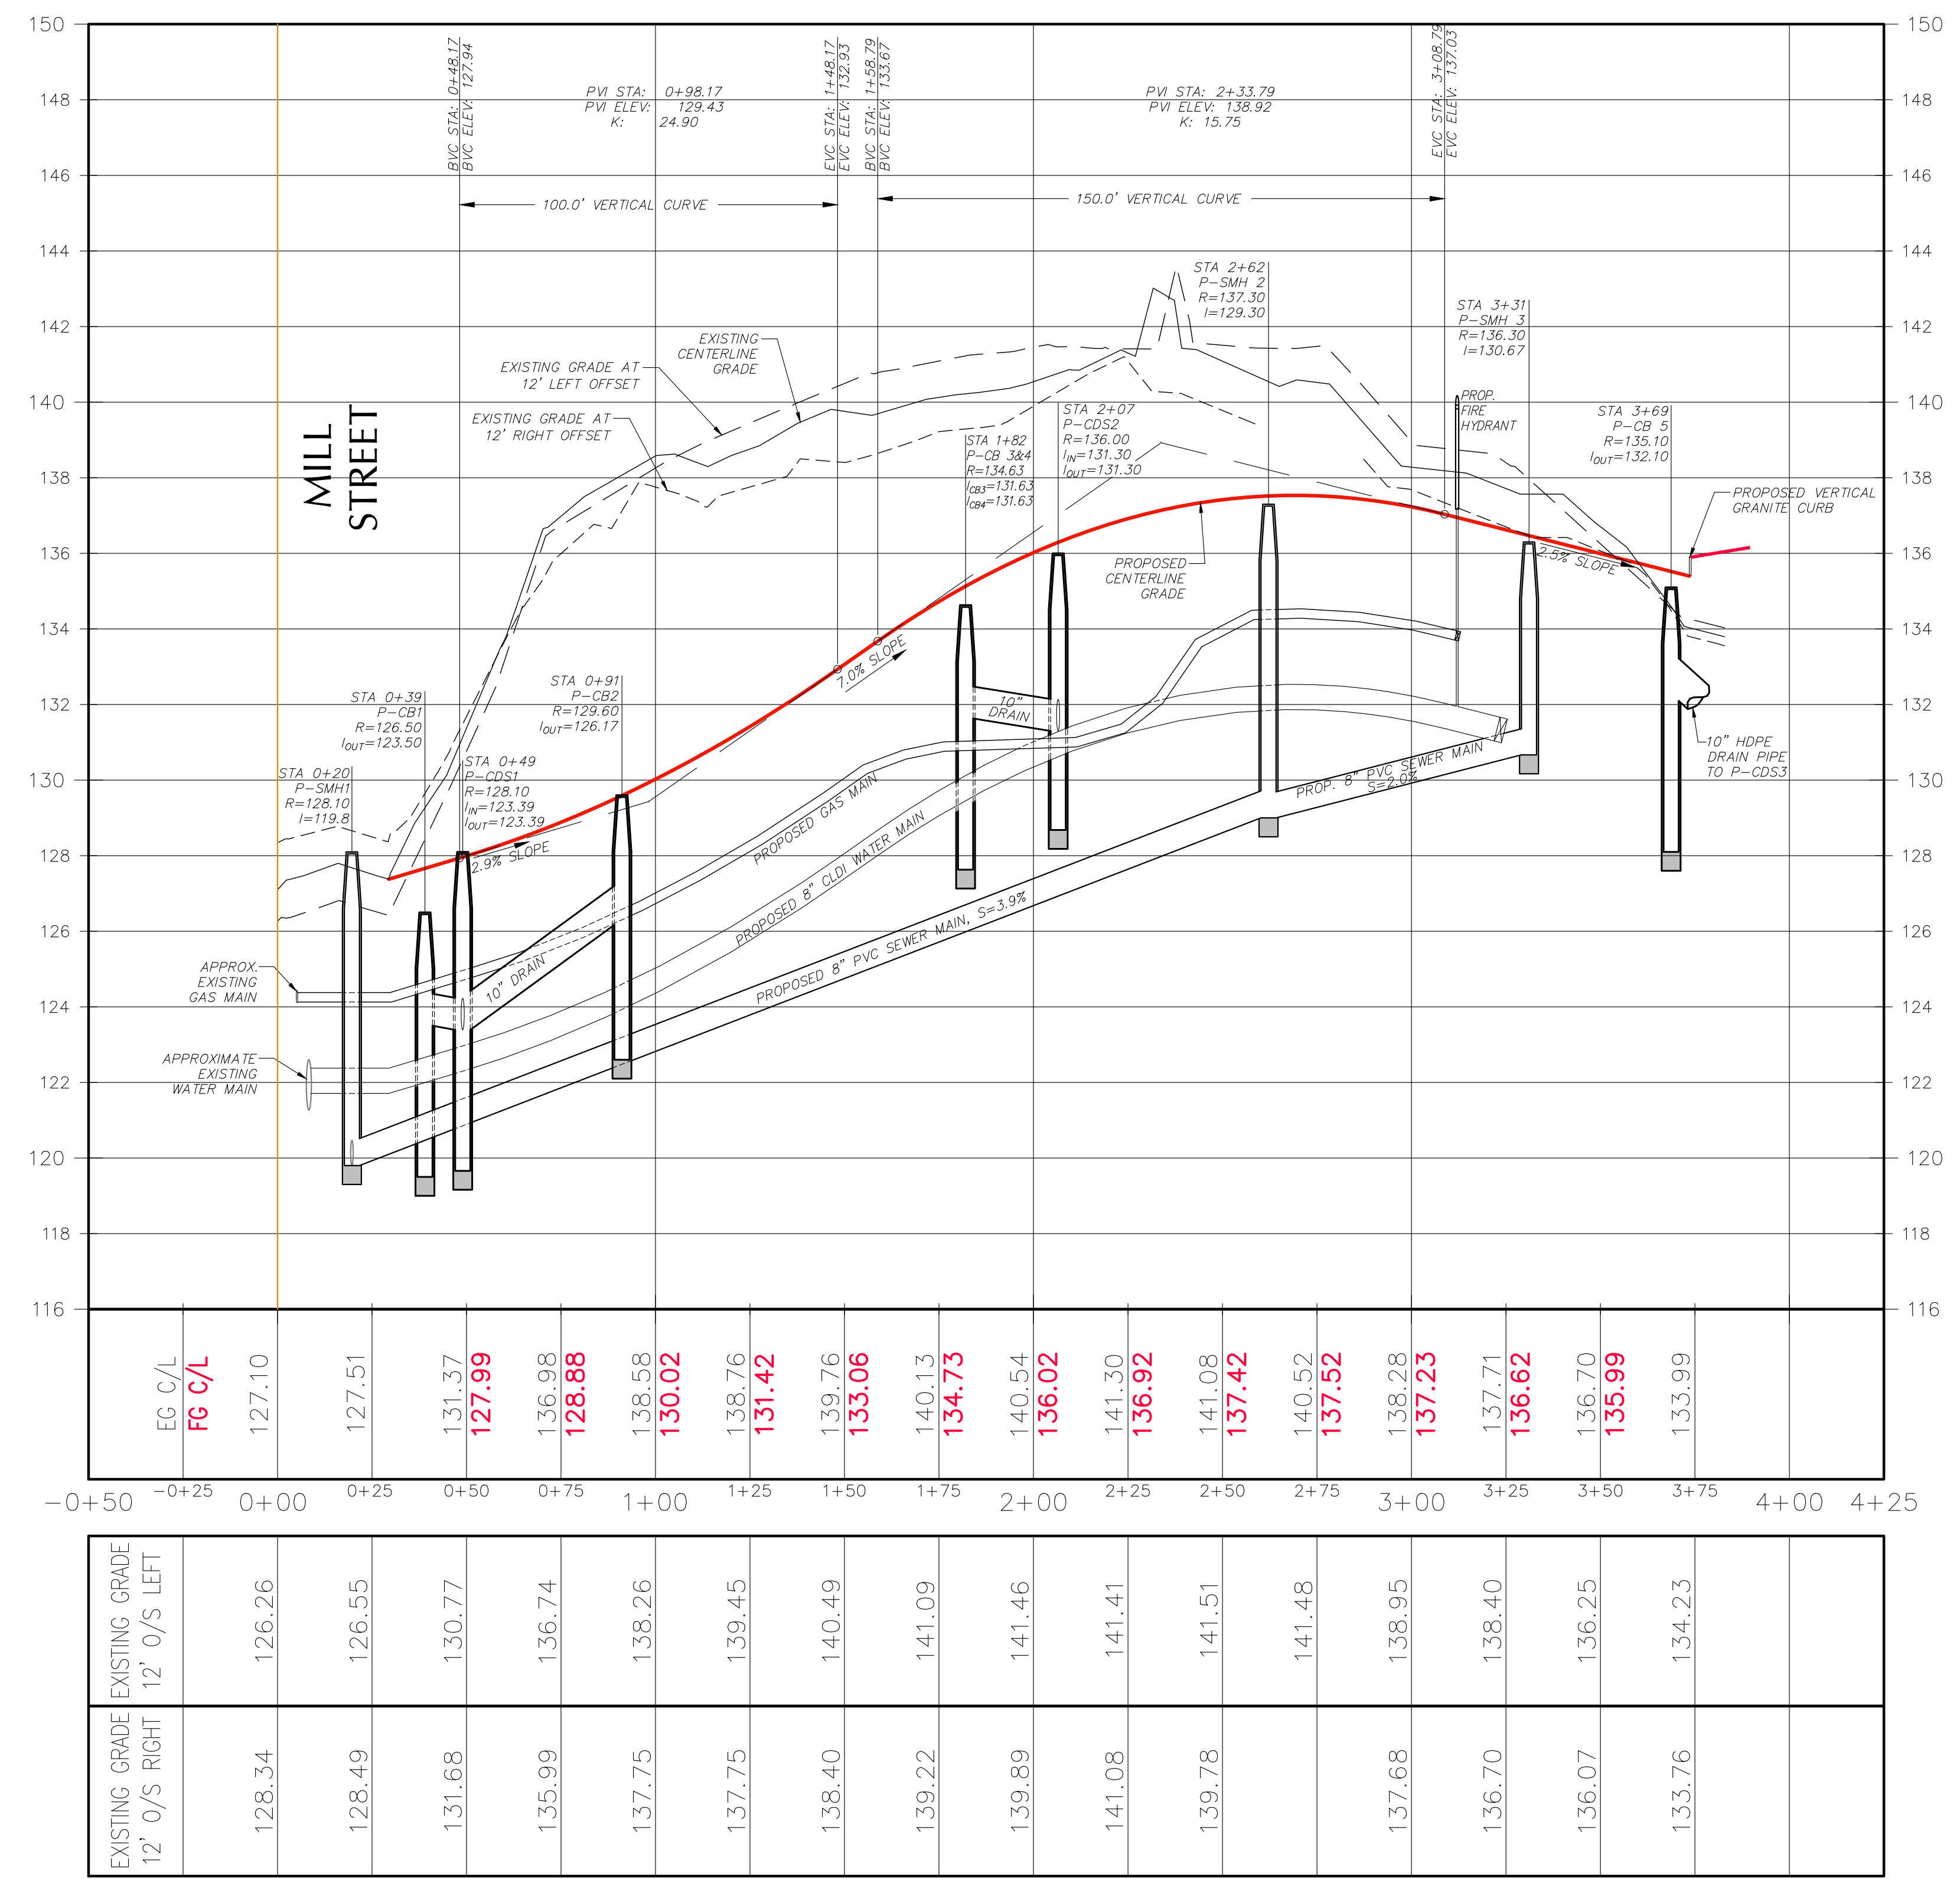 150
148
146
144
142
140
138
136
134
132
130
128
126
124
122
120
118
116
150
148
146
144
142
140
138
136
134
132
130
128
126
124
122
120
118
116
BVC STA: 0+48.17
BVC ELEV: 127.94
PVI STA: 0+98.17
PVI ELEV: 129.43
K: 24.90
EVC STA: 1+48.17
EVC ELEV: 132.93
BVC STA: 1+58.79
BVC ELEV: 133.67
PVI STA: 2+33.79
PVI ELEV: 138.92
K: 15.75
EVC STA: 3+08.79
EVC ELEV: 137.03
100.0' VERTICAL CURVE
150.0' VERTICAL CURVE
MILL
STREET
EXISTING GRADE AT
12' LEFT OFFSET
EXISTING
CENTERLINE
GRADE
EXISTING GRADE AT
12' RIGHT OFFSET
STA 2+62
P-SMH 2
R=137.30
I=129.30
STA 3+31
P-SMH 3
R=136.30
I=130.67
PROP.
FIRE
HYDRANT
STA 3+69
P-CB 5
R=135.10
IOUT=132.10
STA 2+07
P-CDS2
R=136.00
IIN=131.30
IOUT=131.30
STA 1+82
P-CB 3&4
R=134.63
ICB3=131.63
ICB4=131.63
PROPOSED VERTICAL
GRANITE CURB
PROPOSED
CENTERLINE
GRADE
2.5% SLOPE
7.0% SLOPE
2.9% SLOPE
STA 0+91
P-CB2
R=129.60
IOUT=126.17
STA 0+39
P-CB1
R=126.50
IOUT=123.50
STA 0+49
P-CDS1
R=128.10
IIN=123.39
IOUT=123.39
STA 0+20
P-SMH1
R=128.10
I=119.8
10"
DRAIN
10" HDPE
DRAIN PIPE
TO P-CDS3
PROP. 8" PVC SEWER MAIN
S=2.0%
PROPOSED GAS MAIN
PROPOSED 8" CLDI WATER MAIN
PROPOSED 8" PVC SEWER MAIN, S=3.9%
10" DRAIN
APPROX.
EXISTING
GAS MAIN
APPROXIMATE
EXISTING
WATER MAIN
EG C/L
FG C/L
127.10
127.51
131.37
127.99
136.98
128.88
138.58
130.02
138.76
131.42
139.76
133.06
140.13
134.73
140.54
136.02
141.30
136.92
141.08
137.42
140.52
137.52
138.28
137.23
137.71
136.62
136.70
135.99
133.99
-0+50
-0+25
0+00
0+25
0+50
0+75
1+00
1+25
1+50
1+75
2+00
2+25
2+50
2+75
3+00
3+25
3+50
3+75
4+00
4+25
EXISTING GRADE
12' O/S LEFT
126.26
126.55
130.77
136.74
138.26
139.45
140.49
141.09
141.46
141.41
141.51
141.48
138.95
138.40
136.25
134.23
EXISTING GRADE
12' O/S RIGHT
128.34
128.49
131.68
135.99
137.75
137.75
138.40
139.22
139.89
141.08
139.78
137.68
136.70
136.07
133.76